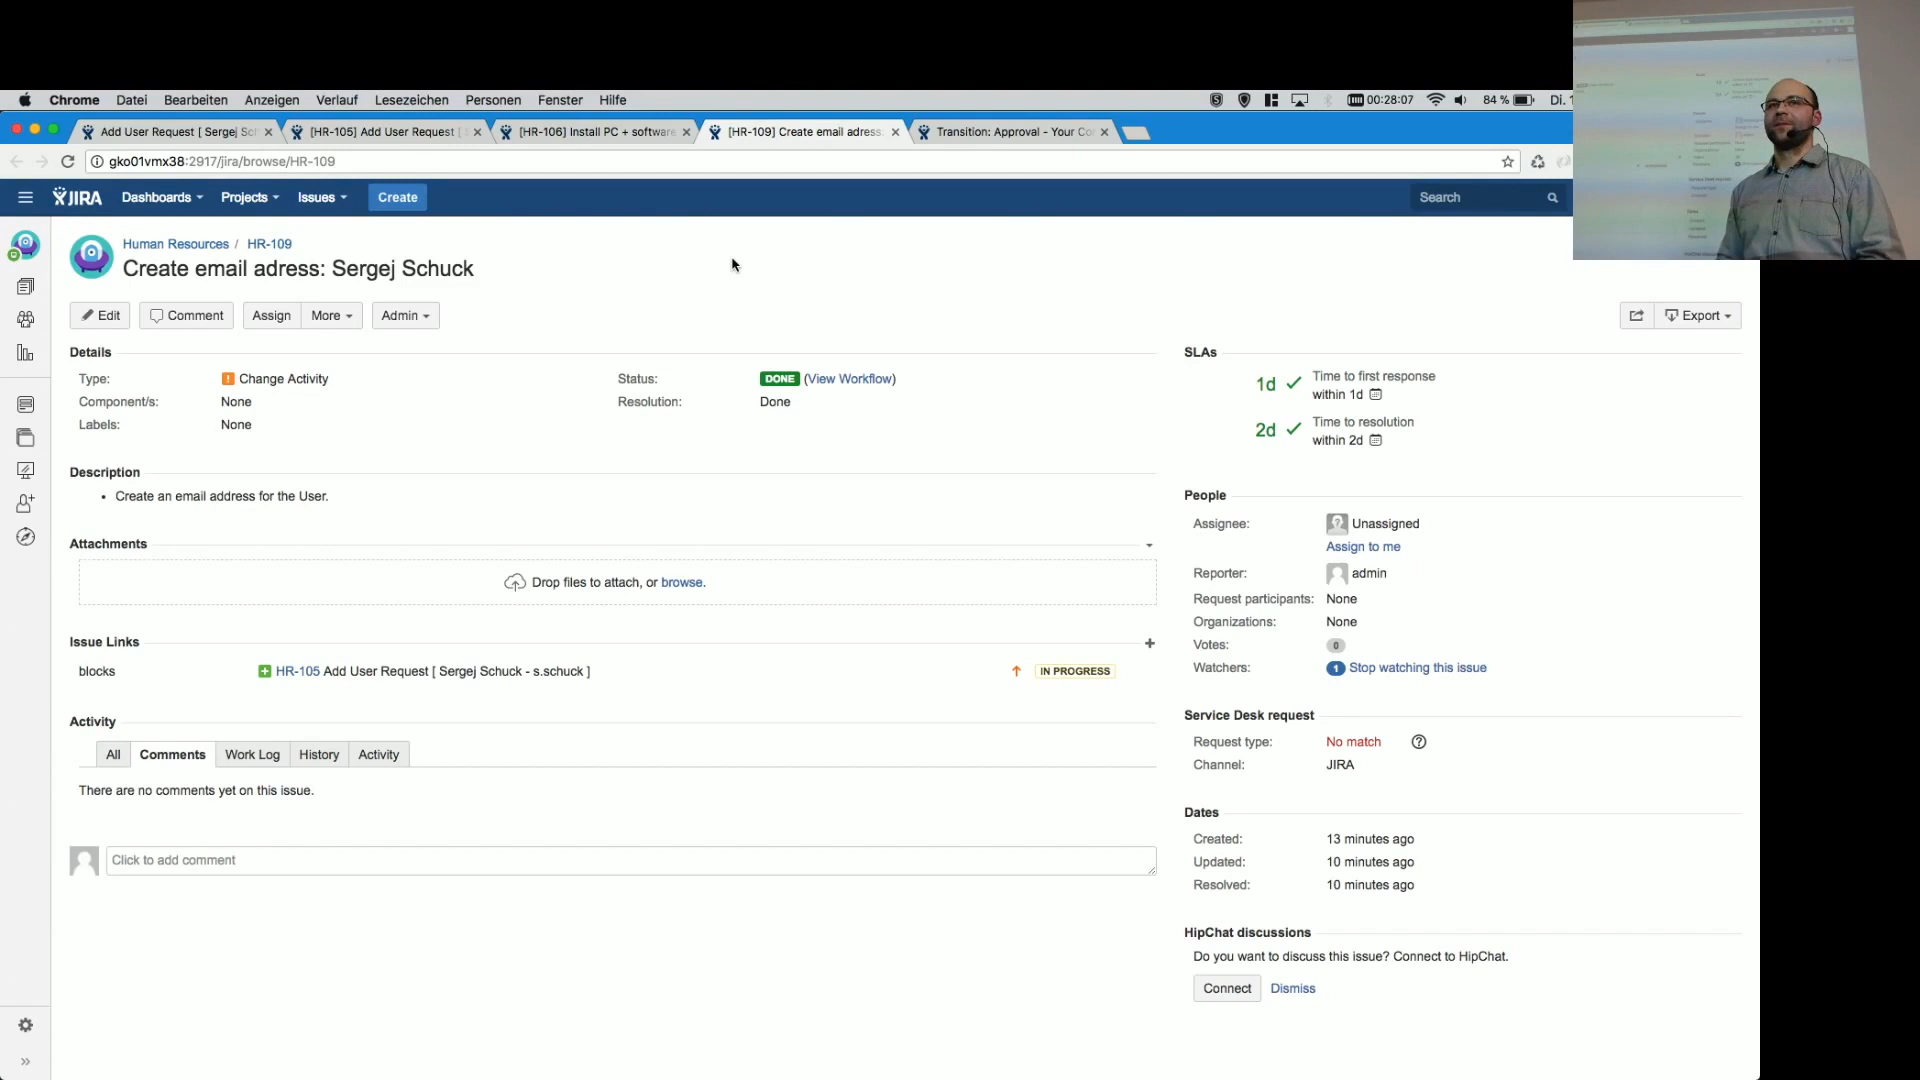 Chrome Datei Bearbeiten Anzeigen Verlauf Lesezeichen Personen Fenster Hilfe 00:28:07 84 % Di.
Add User Request [ Sergej Sc [HR-105] Add User Request [ [HR-106] Install PC + software [HR-109] Create email adress: Transition: Approval - Your Co
gko01vmx38:2917/jira/browse/HR-109
JIRA Dashboards Projects Issues Create Search
Human Resources / HR-109
Create email adress: Sergej Schuck
Edit Comment Assign More Admin Export
Details
Type: Change Activity Status: DONE (View Workflow)
Component/s: None Resolution: Done
Labels: None
Description
• Create an email address for the User.
Attachments
Drop files to attach, or browse.
Issue Links
blocks HR-105 Add User Request [ Sergej Schuck - s.schuck ] IN PROGRESS
Activity
All Comments Work Log History Activity
There are no comments yet on this issue.
Click to add comment
SLAs
1d Time to first response
within 1d
2d Time to resolution
within 2d
People
Assignee: Unassigned
Assign to me
Reporter: admin
Request participants: None
Organizations: None
Votes: 0
Watchers: 1 Stop watching this issue
Service Desk request
Request type: No match
Channel: JIRA
Dates
Created: 13 minutes ago
Updated: 10 minutes ago
Resolved: 10 minutes ago
HipChat discussions
Do you want to discuss this issue? Connect to HipChat.
Connect Dismiss